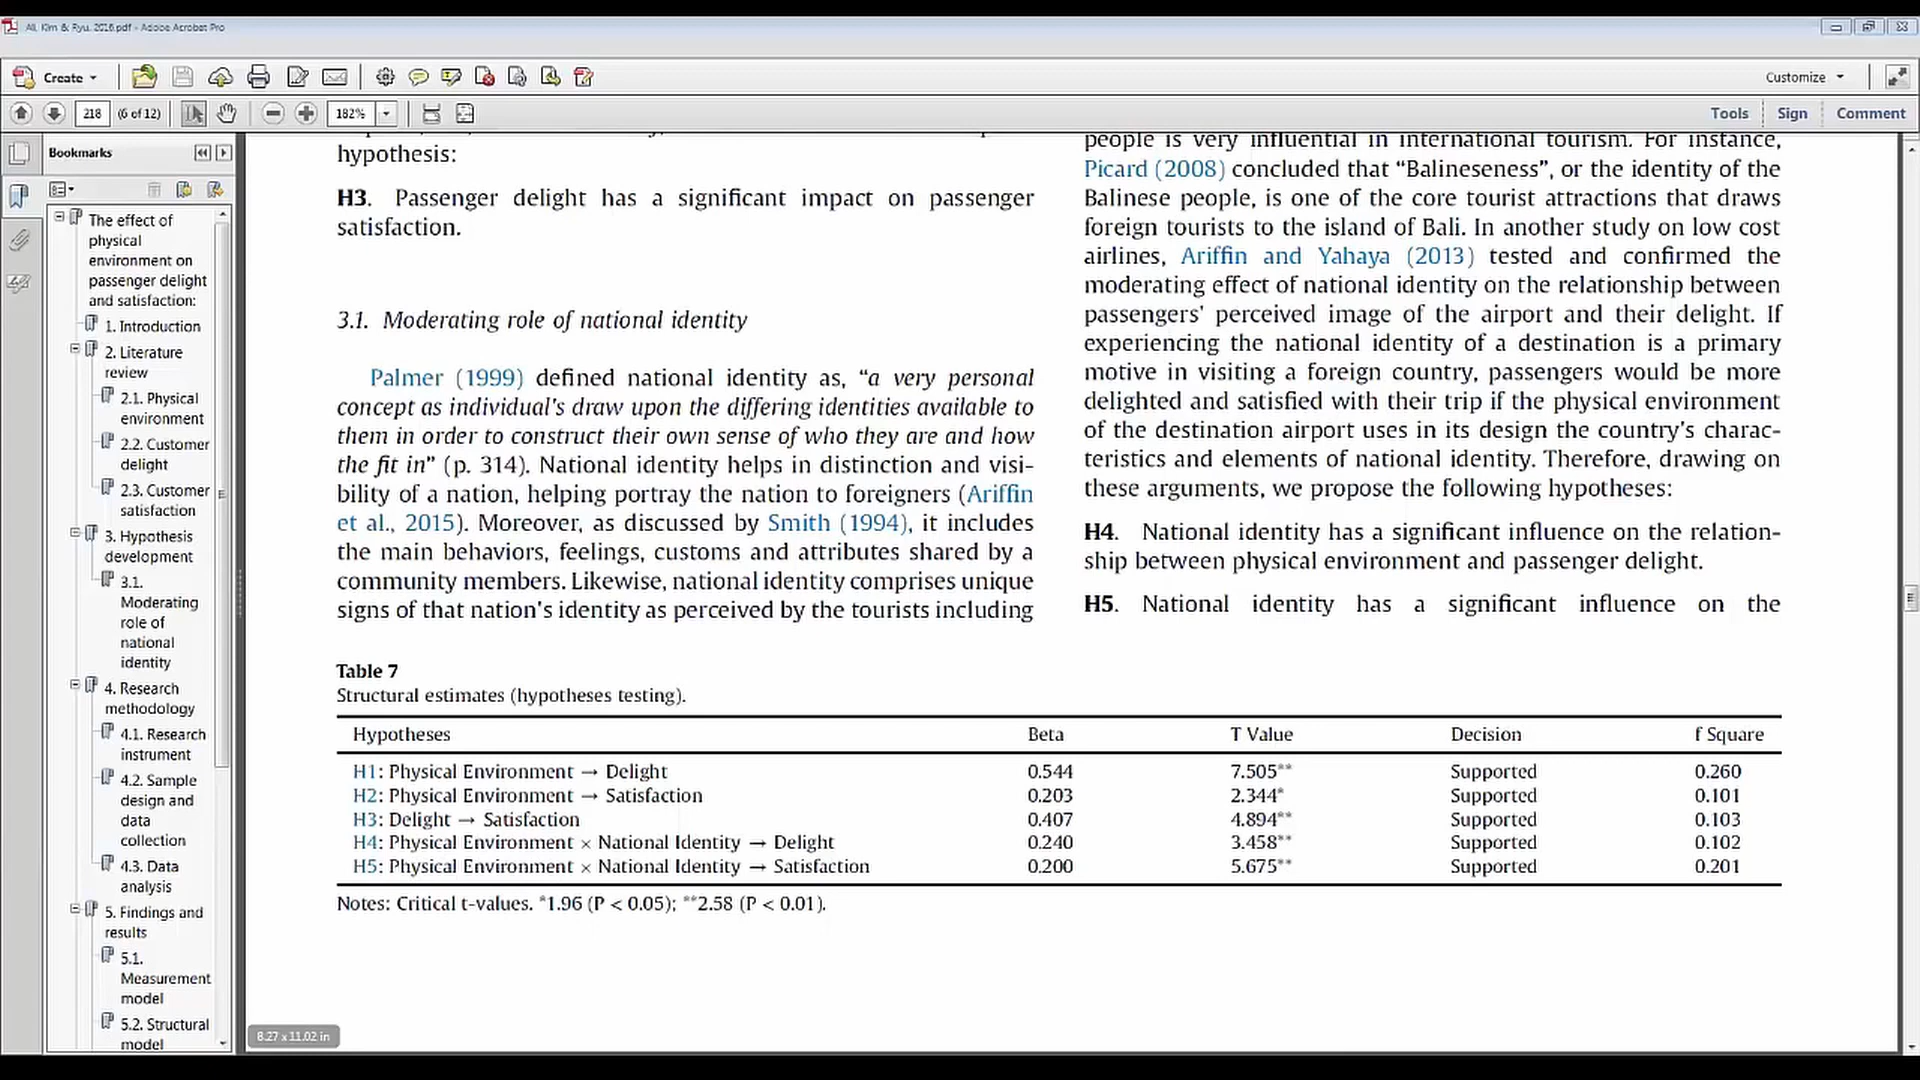 Ali, Kim & Ryu, 2016.pdf - Adobe Acrobat Pro
Create
Customize
218
(6 of 12)
182%
Tools
Sign
Comment
Bookmarks
The effect of
physical
environment on
passenger delight
and satisfaction:
1. Introduction
2. Literature
review
2.1. Physical
environment
2.2. Customer
delight
2.3. Customer
satisfaction
3. Hypothesis
development
3.1.
Moderating
role of
national
identity
4. Research
methodology
4.1. Research
instrument
4.2. Sample
design and
data
collection
4.3. Data
analysis
5. Findings and
results
5.1.
Measurement
model
5.2. Structural
model
hypothesis:
H3. Passenger delight has a significant impact on passenger
satisfaction.
3.1. Moderating role of national identity
Palmer (1999) defined national identity as, “a very personal
concept as individual's draw upon the differing identities available to
them in order to construct their own sense of who they are and how
the fit in” (p. 314). National identity helps in distinction and visi-
bility of a nation, helping portray the nation to foreigners (Ariffin
et al., 2015). Moreover, as discussed by Smith (1994), it includes
the main behaviors, feelings, customs and attributes shared by a
community members. Likewise, national identity comprises unique
signs of that nation's identity as perceived by the tourists including
people is very influential in international tourism. For instance,
Picard (2008) concluded that “Balineseness”, or the identity of the
Balinese people, is one of the core tourist attractions that draws
foreign tourists to the island of Bali. In another study on low cost
airlines, Ariffin and Yahaya (2013) tested and confirmed the
moderating effect of national identity on the relationship between
passengers' perceived image of the airport and their delight. If
experiencing the national identity of a destination is a primary
motive in visiting a foreign country, passengers would be more
delighted and satisfied with their trip if the physical environment
of the destination airport uses in its design the country's charac-
teristics and elements of national identity. Therefore, drawing on
these arguments, we propose the following hypotheses:
H4. National identity has a significant influence on the relation-
ship between physical environment and passenger delight.
H5. National identity has a significant influence on the
Table 7
Structural estimates (hypotheses testing).
Hypotheses Beta T Value Decision f Square
H1: Physical Environment → Delight 0.544 7.505** Supported 0.260
H2: Physical Environment → Satisfaction 0.203 2.344* Supported 0.101
H3: Delight → Satisfaction 0.407 4.894** Supported 0.103
H4: Physical Environment × National Identity → Delight 0.240 3.458** Supported 0.102
H5: Physical Environment × National Identity → Satisfaction 0.200 5.675** Supported 0.201
Notes: Critical t-values. *1.96 (P < 0.05); **2.58 (P < 0.01).
8.27 x 11.02 in